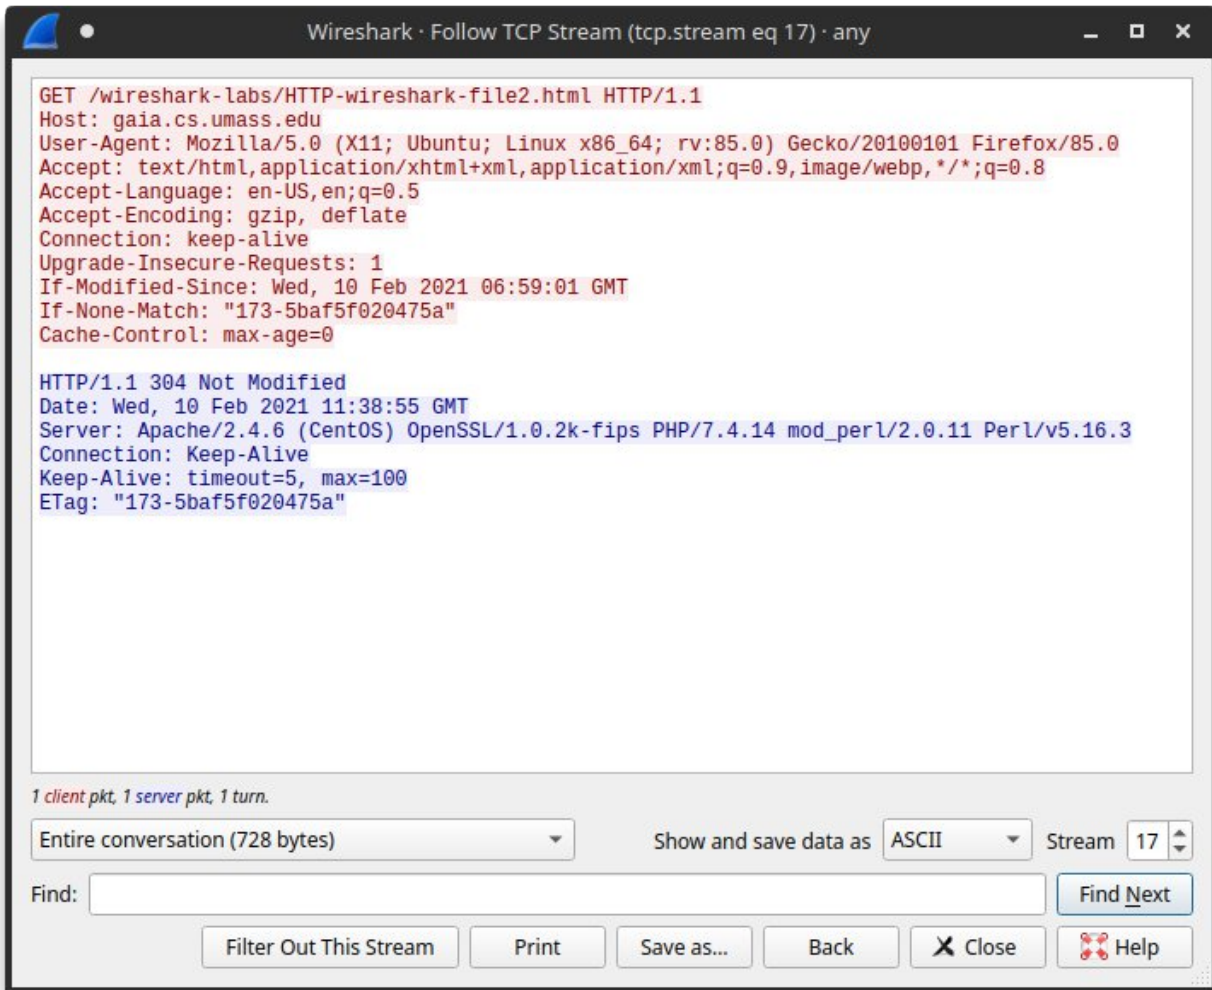 Wireshark · Follow TCP Stream (tcp.stream eq 17) · any
GET /wireshark-labs/HTTP-wireshark-file2.html HTTP/1.1
Host: gaia.cs.umass.edu
User-Agent: Mozilla/5.0 (X11; Ubuntu; Linux x86_64; rv:85.0) Gecko/20100101 Firefox/85.0
Accept: text/html,application/xhtml+xml,application/xml;q=0.9,image/webp,*/*;q=0.8
Accept-Language: en-US,en;q=0.5
Accept-Encoding: gzip, deflate
Connection: keep-alive
Upgrade-Insecure-Requests: 1
If-Modified-Since: Wed, 10 Feb 2021 06:59:01 GMT
If-None-Match: "173-5baf5f020475a"
Cache-Control: max-age=0
HTTP/1.1 304 Not Modified
Date: Wed, 10 Feb 2021 11:38:55 GMT
Server: Apache/2.4.6 (CentOS) OpenSSL/1.0.2k-fips PHP/7.4.14 mod_perl/2.0.11 Perl/v5.16.3
Connection: Keep-Alive
Keep-Alive: timeout=5, max=100
ETag: "173-5baf5f020475a"
1 client pkt, 1 server pkt, 1 turn.
Entire conversation (728 bytes) Show and save data as ASCII Stream 17
Find: Find Next
Filter Out This Stream Print Save as... Back Close Help